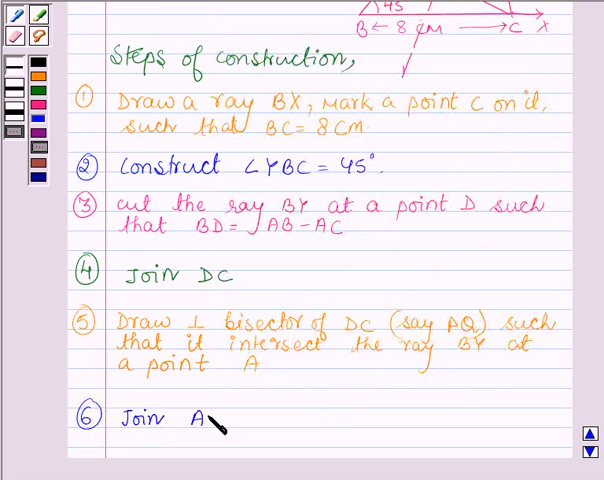 45
B ← 8 cm → C X
Steps of construction,
① Draw a ray BX, Mark a point C on it,
such that BC = 8 cm
② Construct ∠YBC = 45°.
③ cut the ray BY at a point D such
that BD = AB - AC
④ Join DC
⑤ Draw ⊥ bisector of DC (say PQ) such
that it intersect the ray BY at
a point A
⑥ Join A